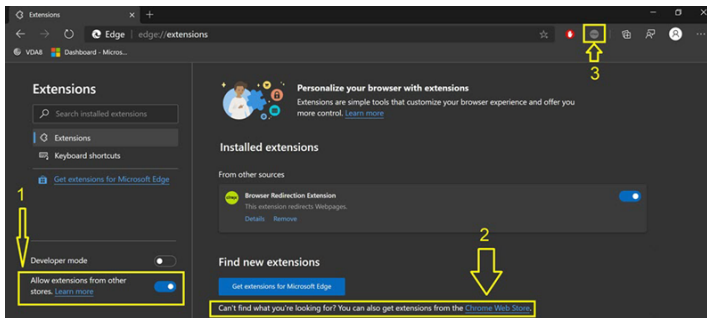 Extensions
Edge | edge://extensions
VDA8 Dashboard - Micros...
Extensions
Search installed extensions
Extensions
Keyboard shortcuts
Get extensions for Microsoft Edge
1
Developer mode
Allow extensions from other
stores. Learn more
3
Personalize your browser with extensions
Extensions are simple tools that customize your browser experience and offer you
more control. Learn more
Installed extensions
From other sources
citrix
Browser Redirection Extension
This extension redirects Webpages.
Details Remove
2
Find new extensions
Get extensions for Microsoft Edge
Can't find what you're looking for? You can also get extensions from the Chrome Web Store.